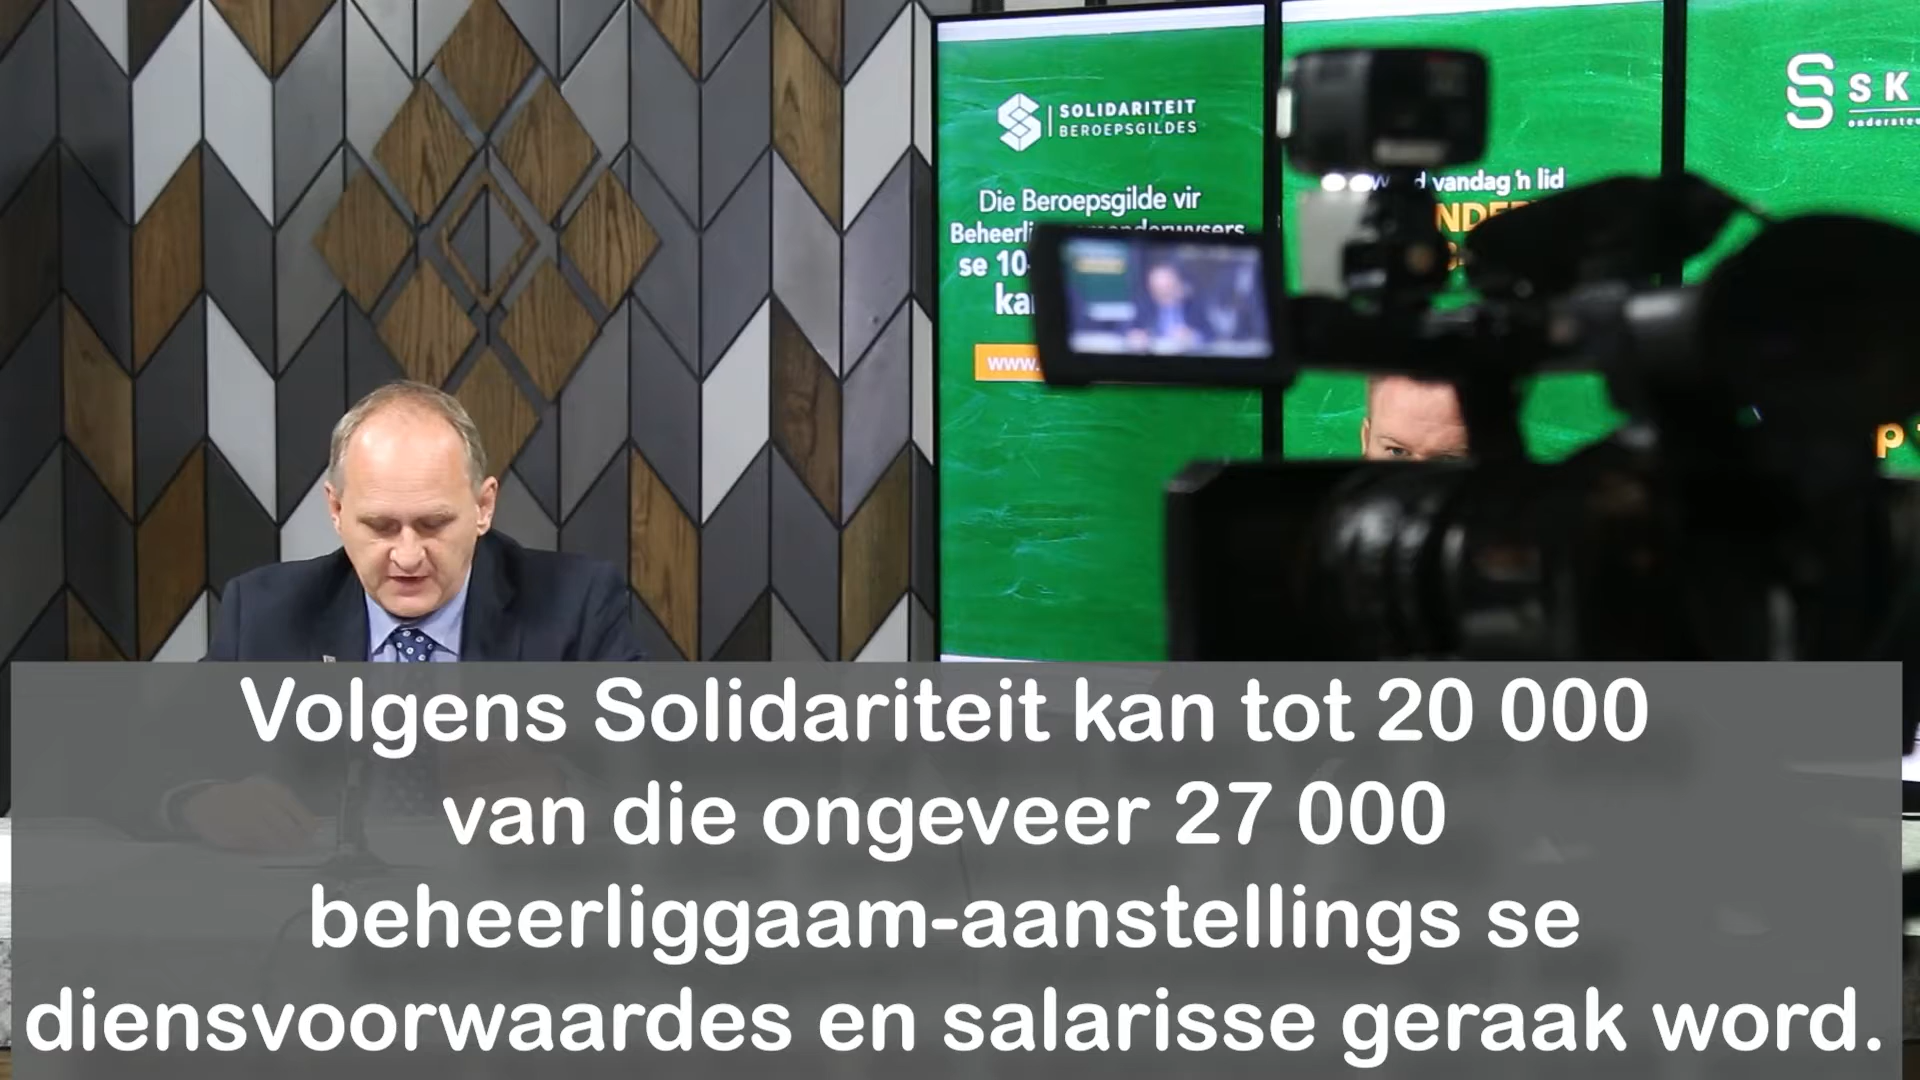 SOLIDARITEIT
BEROEPSGILDES
Die Beroepsgilde vir
se 10
www.
vandag 'n lid
SK
Volgens Solidariteit kan tot 20 000
van die ongeveer 27 000
beheerliggaam-aanstellings se
diensvoorwaardes en salarisse geraak word.